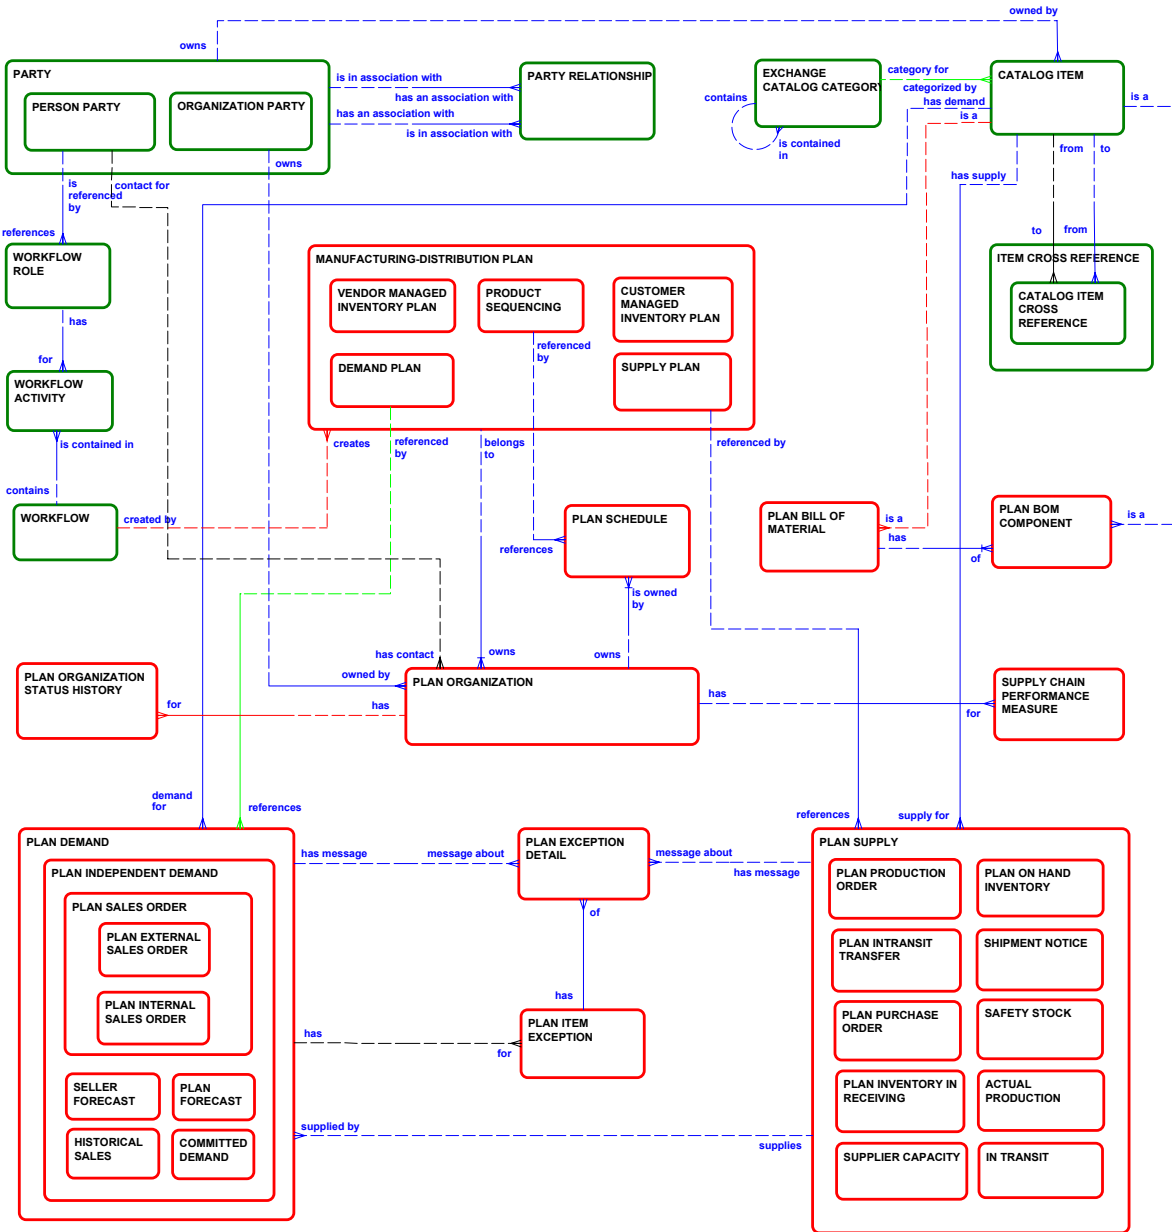 owned by
owns
PARTY
PERSON PARTY
ORGANIZATION PARTY
is in association with
has an association with
has an association with
is in association with
PARTY RELATIONSHIP
EXCHANGE
CATALOG CATEGORY
contains
is contained
in
category for
categorized by
has demand
is a
CATALOG ITEM
is a
is
referenced
by
contact for
owns
has supply
from
to
references
to
from
WORKFLOW
ROLE
MANUFACTURING-DISTRIBUTION PLAN
VENDOR MANAGED
INVENTORY PLAN
PRODUCT
SEQUENCING
CUSTOMER
MANAGED
INVENTORY PLAN
DEMAND PLAN
SUPPLY PLAN
referenced
by
ITEM CROSS REFERENCE
CATALOG ITEM
CROSS
REFERENCE
has
for
WORKFLOW
ACTIVITY
is contained in
contains
WORKFLOW
created by
creates
referenced
by
belongs
to
referenced by
PLAN SCHEDULE
references
is owned
by
PLAN BILL OF
MATERIAL
is a
has
of
PLAN BOM
COMPONENT
is a
has contact
owns
owns
owned by
PLAN ORGANIZATION
PLAN ORGANIZATION
STATUS HISTORY
for
has
has
for
SUPPLY CHAIN
PERFORMANCE
MEASURE
demand
for
references
references
supply for
PLAN DEMAND
PLAN INDEPENDENT DEMAND
PLAN SALES ORDER
PLAN EXTERNAL
SALES ORDER
PLAN INTERNAL
SALES ORDER
SELLER
FORECAST
PLAN
FORECAST
HISTORICAL
SALES
COMMITTED
DEMAND
has message
message about
PLAN EXCEPTION
DETAIL
message about
has message
of
has
PLAN ITEM
EXCEPTION
has
for
supplied by
supplies
PLAN SUPPLY
PLAN PRODUCTION
ORDER
PLAN ON HAND
INVENTORY
PLAN INTRANSIT
TRANSFER
SHIPMENT NOTICE
PLAN PURCHASE
ORDER
SAFETY STOCK
PLAN INVENTORY IN
RECEIVING
ACTUAL
PRODUCTION
SUPPLIER CAPACITY
IN TRANSIT